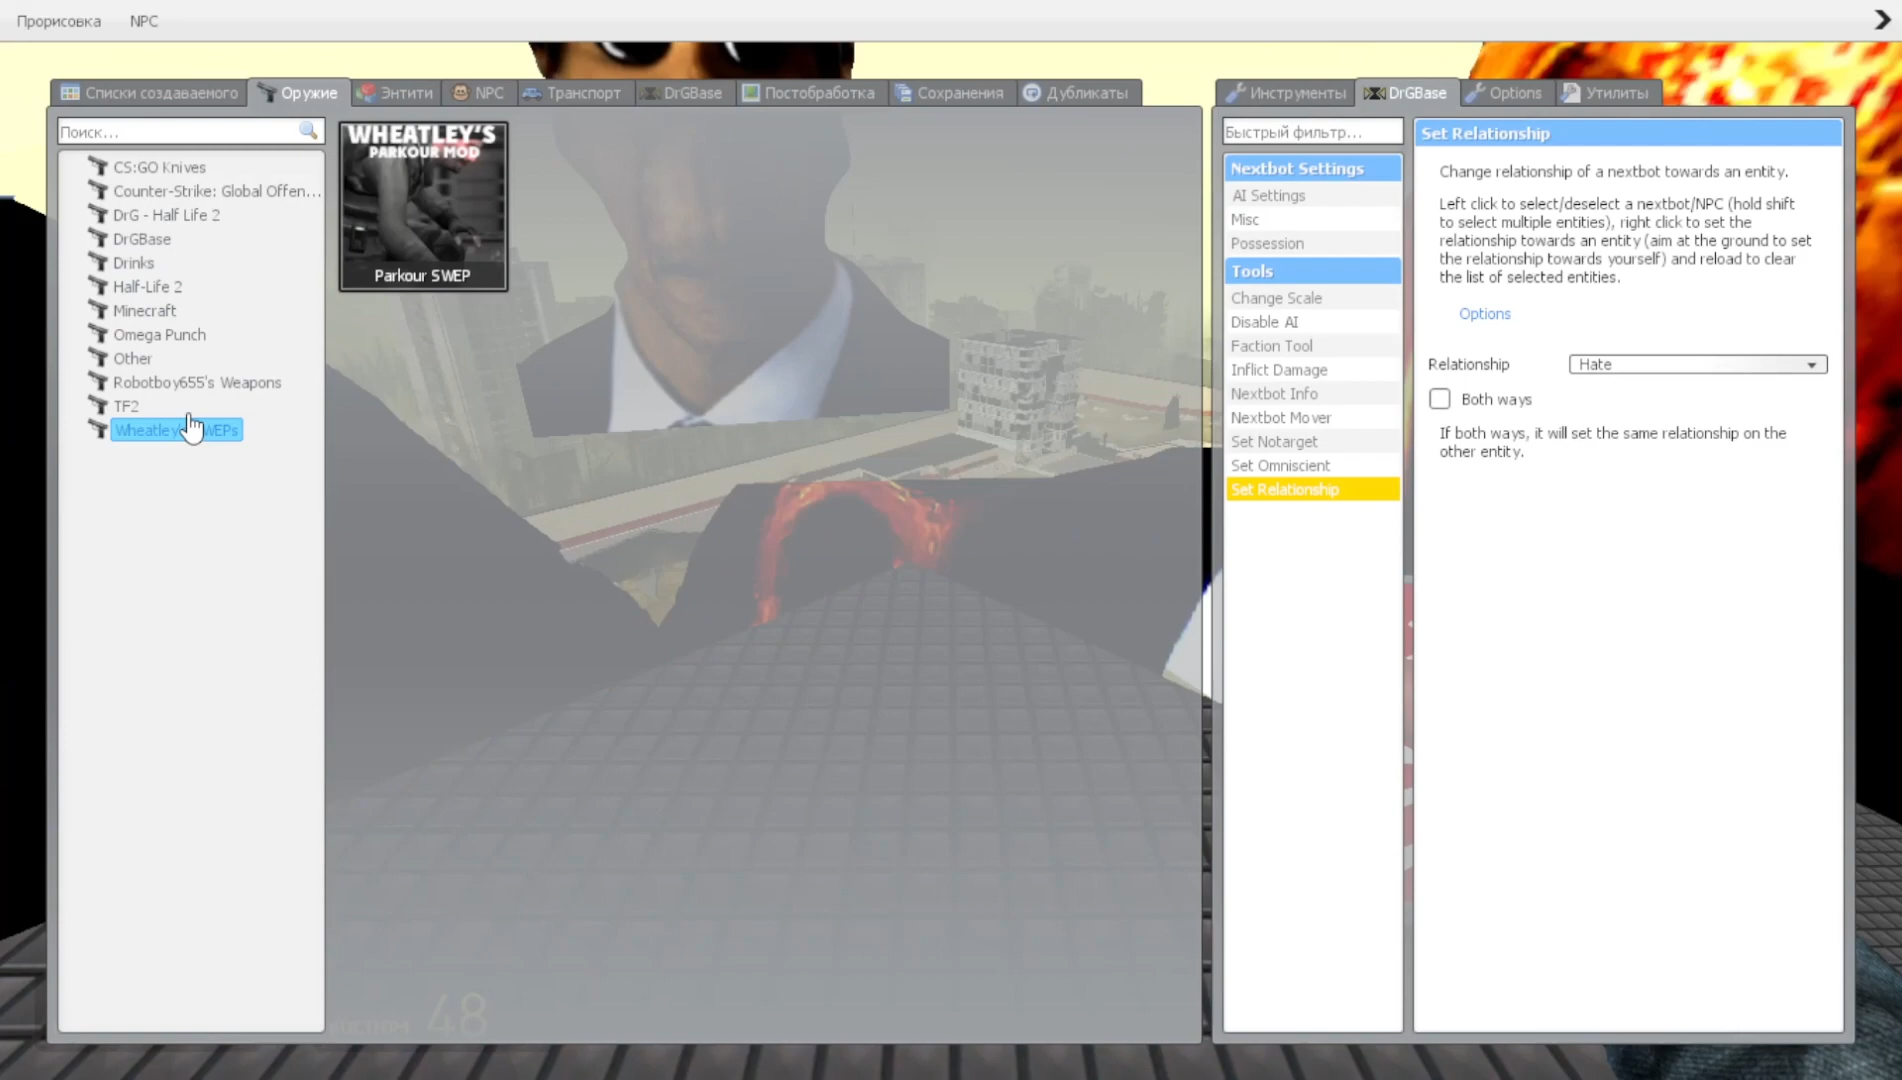 Прорисовка NPC
Списки создаваемого Оружие Энтити NPC Транспорт DrGBase Постобработка Сохранения Дубликаты
Инструменты DrGBase Options Утилиты
Поиск...
CS:GO Knives
Counter-Strike: Global Offen...
DrG - Half Life 2
DrGBase
Drinks
Half-Life 2
Minecraft
Omega Punch
Other
Robotboy655's Weapons
TF2
WHEATLEY'S
PARKOUR MOD
Parkour SWEP
48
Быстрый фильтр...
Nextbot Settings
AI Settings
Misc
Possession
Tools
Change Scale
Disable AI
Faction Tool
Inflict Damage
Nextbot Info
Nextbot Mover
Set Notarget
Set Omniscient
Set Relationship
Set Relationship
Change relationship of a nextbot towards an entity.
Left click to select/deselect a nextbot/NPC (hold shift
to select multiple entities), right click to set the
relationship towards an entity (aim at the ground to set
the relationship towards yourself) and reload to clear
the list of selected entities.
Options
Relationship Hate
Both ways
If both ways, it will set the same relationship on the
other entity.